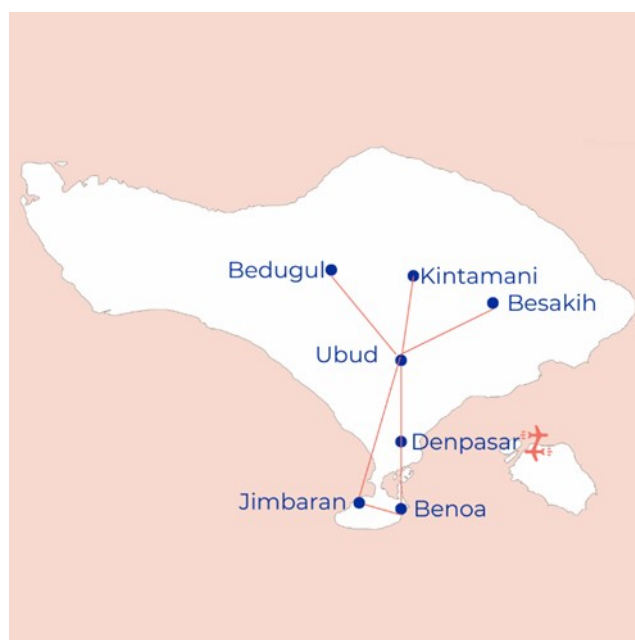 Bedugul
Kintamani
Besakih
Ubud
Denpasar
Jimbaran
Benoa